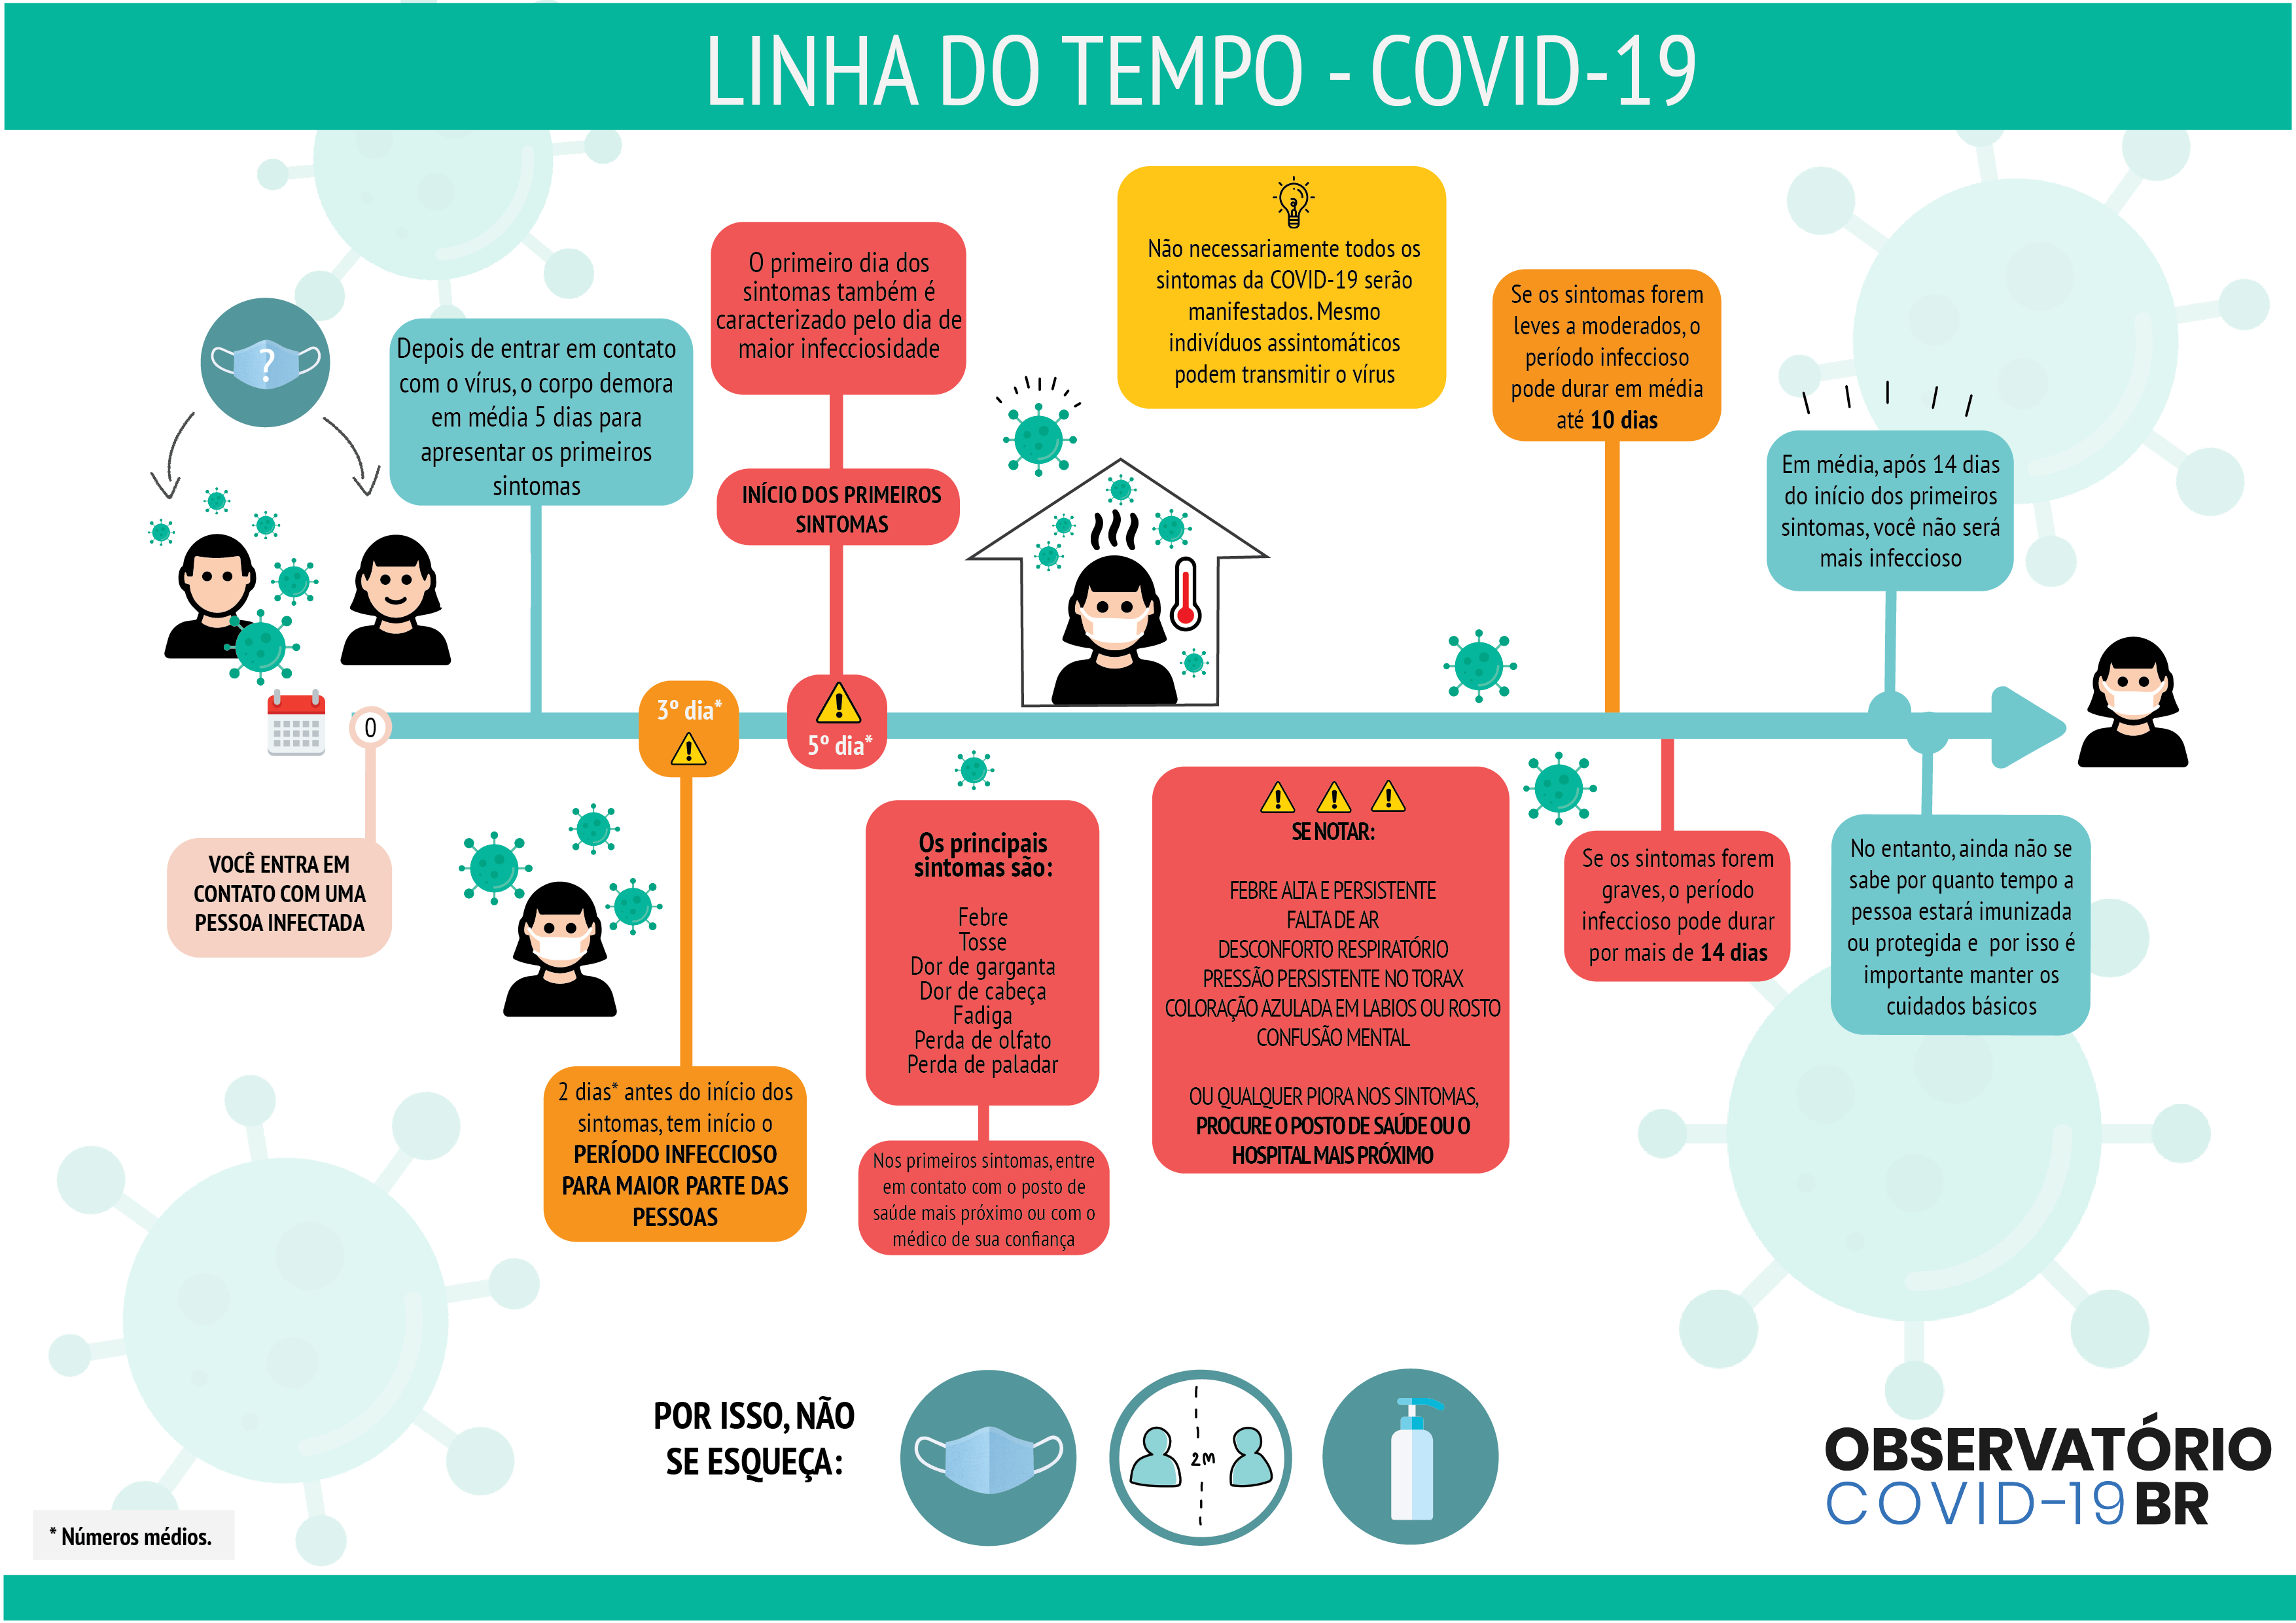 LINHA DO TEMPO - COVID-19
?
Depois de entrar em contato
com o vírus, o corpo demora
em média 5 dias para
apresentar os primeiros
sintomas
O primeiro dia dos
sintomas também é
caracterizado pelo dia de
maior infecciosidade
INÍCIO DOS PRIMEIROS
SINTOMAS
Não necessariamente todos os
sintomas da COVID-19 serão
manifestados. Mesmo
indivíduos assintomáticos
podem transmitir o vírus
Se os sintomas forem
leves a moderados, o
período infeccioso
pode durar em média
até 10 dias
Em média, após 14 dias
do início dos primeiros
sintomas, você não será
mais infeccioso
0
3º dia*
5º dia*
VOCÊ ENTRA EM
CONTATO COM UMA
PESSOA INFECTADA
2 dias* antes do início dos
sintomas, tem início o
PERÍODO INFECCIOSO
PARA MAIOR PARTE DAS
PESSOAS
Os principais
sintomas são:
Febre
Tosse
Dor de garganta
Dor de cabeça
Fadiga
Perda de olfato
Perda de paladar
Nos primeiros sintomas, entre
em contato com o posto de
saúde mais próximo ou com o
médico de sua confiança
SE NOTAR:
FEBRE ALTA E PERSISTENTE
FALTA DE AR
DESCONFORTO RESPIRATÓRIO
PRESSÃO PERSISTENTE NO TORAX
COLORAÇÃO AZULADA EM LABIOS OU ROSTO
CONFUSÃO MENTAL
OU QUALQUER PIORA NOS SINTOMAS,
PROCURE O POSTO DE SAÚDE OU O
HOSPITAL MAIS PRÓXIMO
Se os sintomas forem
graves, o período
infeccioso pode durar
por mais de 14 dias
No entanto, ainda não se
sabe por quanto tempo a
pessoa estará imunizada
ou protegida e por isso é
importante manter os
cuidados básicos
POR ISSO, NÃO
SE ESQUEÇA:
2M
* Números médios.
OBSERVATÓRIO
COVID-19 BR